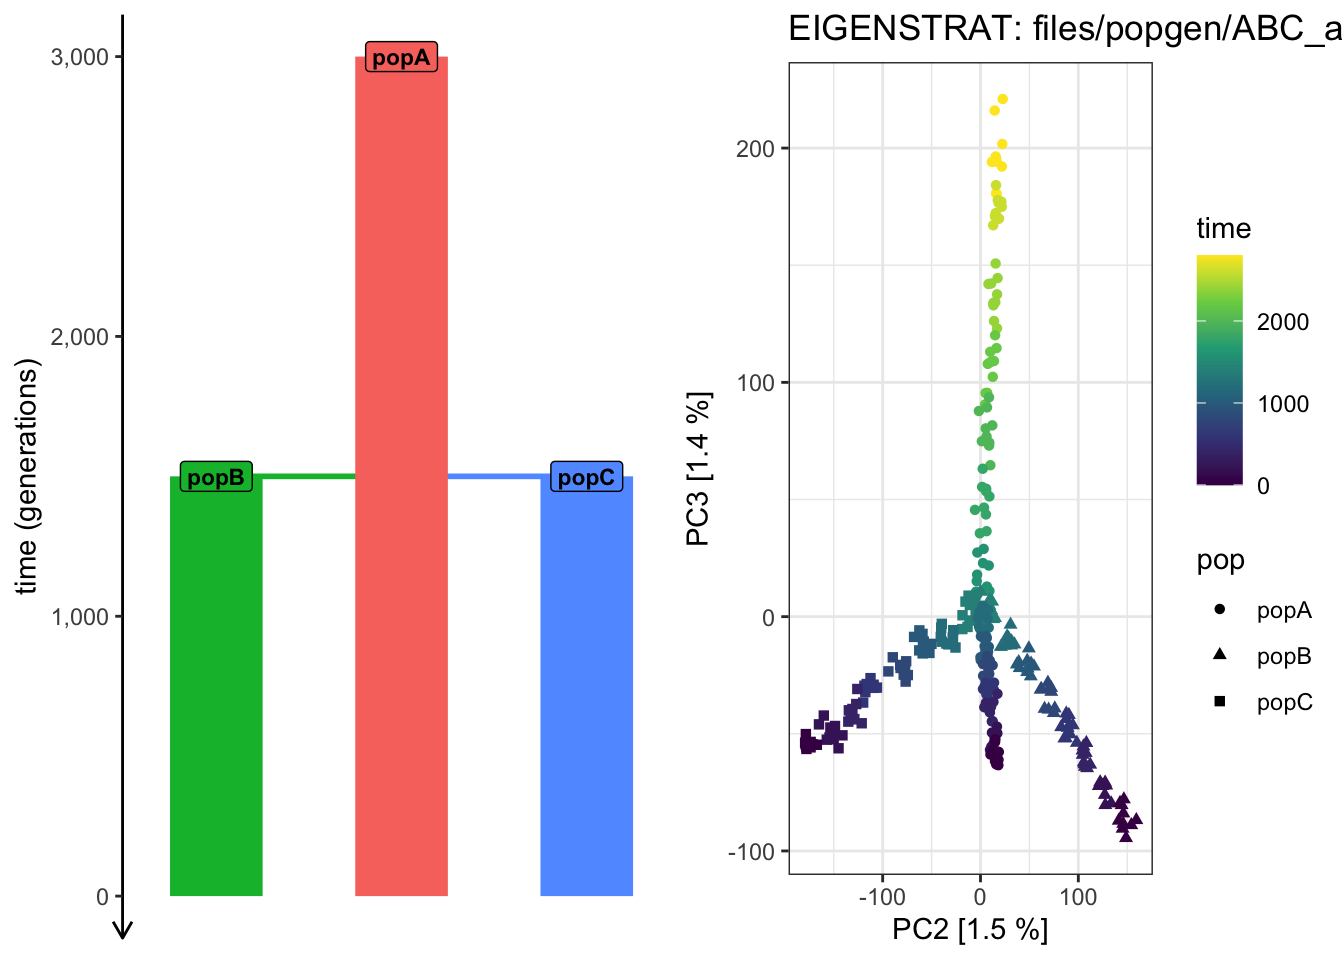 3,000
2,000
1,000
0
time (generations)
popA
popB
popC
EIGENSTRAT: files/popgen/ABC_a
200
100
0
-100
PC3 [1.4 %]
-100
0
100
PC2 [1.5 %]
time
2000
1000
0
pop
popA
popB
popC